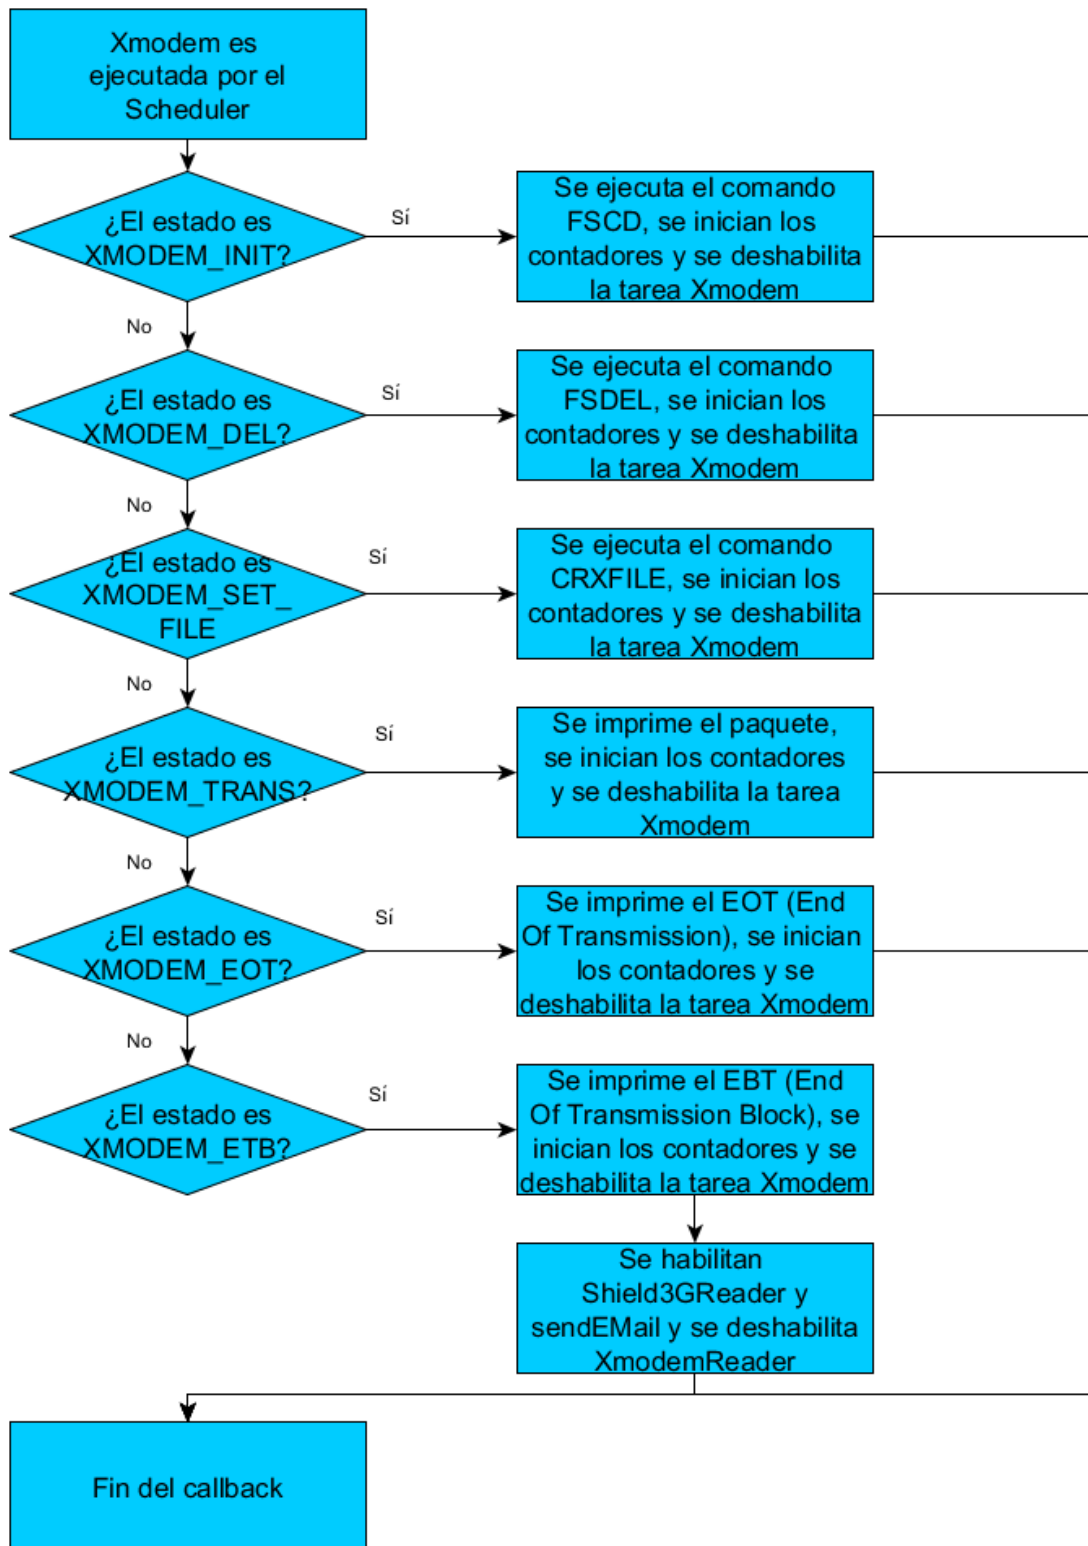 Xmodem es
ejecutada por el
Scheduler
¿El estado es
XMODEM_INIT?
Sí
Se ejecuta el comando
FSCD, se inician los
contadores y se deshabilita
la tarea Xmodem
No
¿El estado es
XMODEM_DEL?
Sí
Se ejecuta el comando
FSDEL, se inician los
contadores y se deshabilita
la tarea Xmodem
No
¿El estado es
XMODEM_SET_
FILE
Sí
Se ejecuta el comando
CRXFILE, se inician los
contadores y se deshabilita
la tarea Xmodem
No
¿El estado es
XMODEM_TRANS?
Sí
Se imprime el paquete,
se inician los contadores
y se deshabilita la tarea
Xmodem
No
¿El estado es
XMODEM_EOT?
Sí
Se imprime el EOT (End
Of Transmission), se inician
los contadores y se
deshabilita la tarea Xmodem
No
¿El estado es
XMODEM_ETB?
Sí
Se imprime el EBT (End
Of Transmission Block), se
inician los contadores y se
deshabilita la tarea Xmodem
Se habilitan
Shield3GReader y
sendEMail y se deshabilita
XmodemReader
Fin del callback